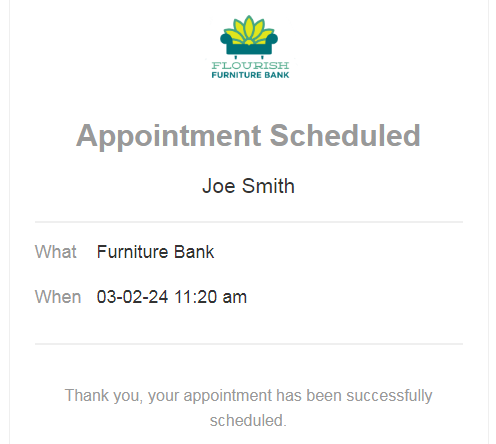 FLOURISH
FURNITURE BANK
Appointment Scheduled
Joe Smith
What Furniture Bank
When 03-02-24 11:20 am
Thank you, your appointment has been successfully
scheduled.